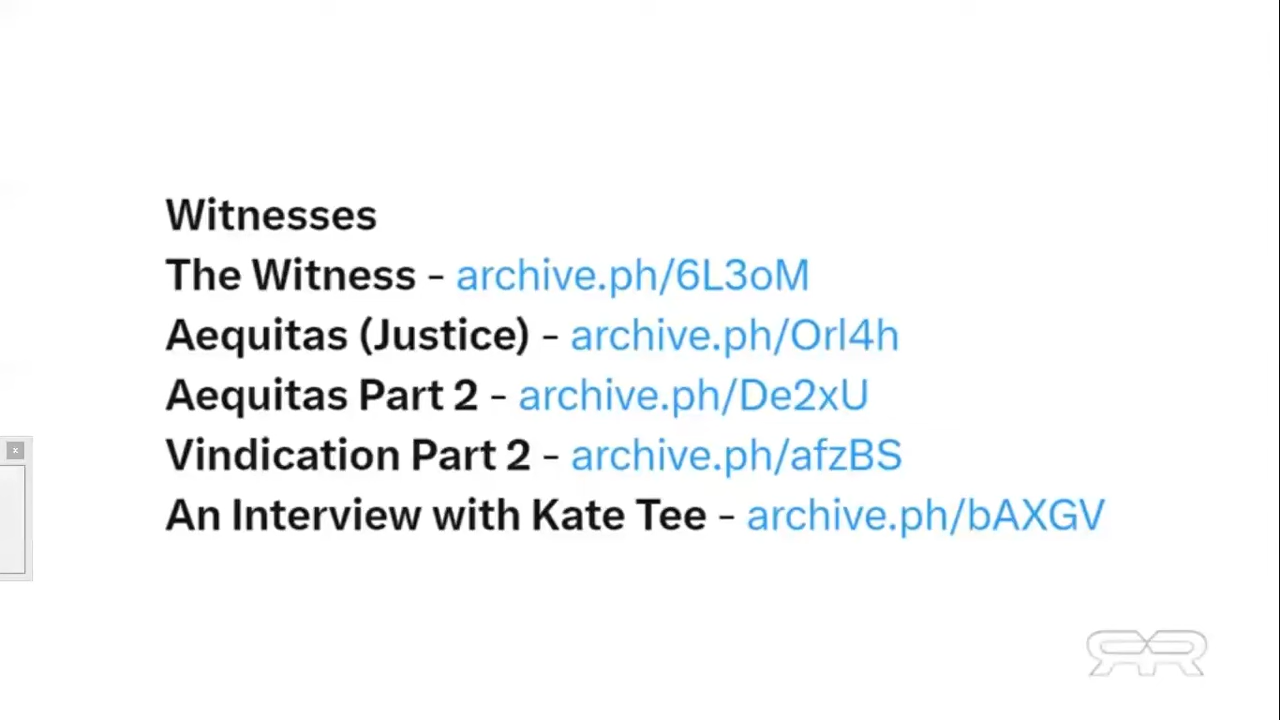 Witnesses
The Witness - archive.ph/6L3oM
Aequitas (Justice) - archive.ph/Orl4h
Aequitas Part 2 - archive.ph/De2xU
Vindication Part 2 - archive.ph/afzBS
An Interview with Kate Tee - archive.ph/bAXGV
RR